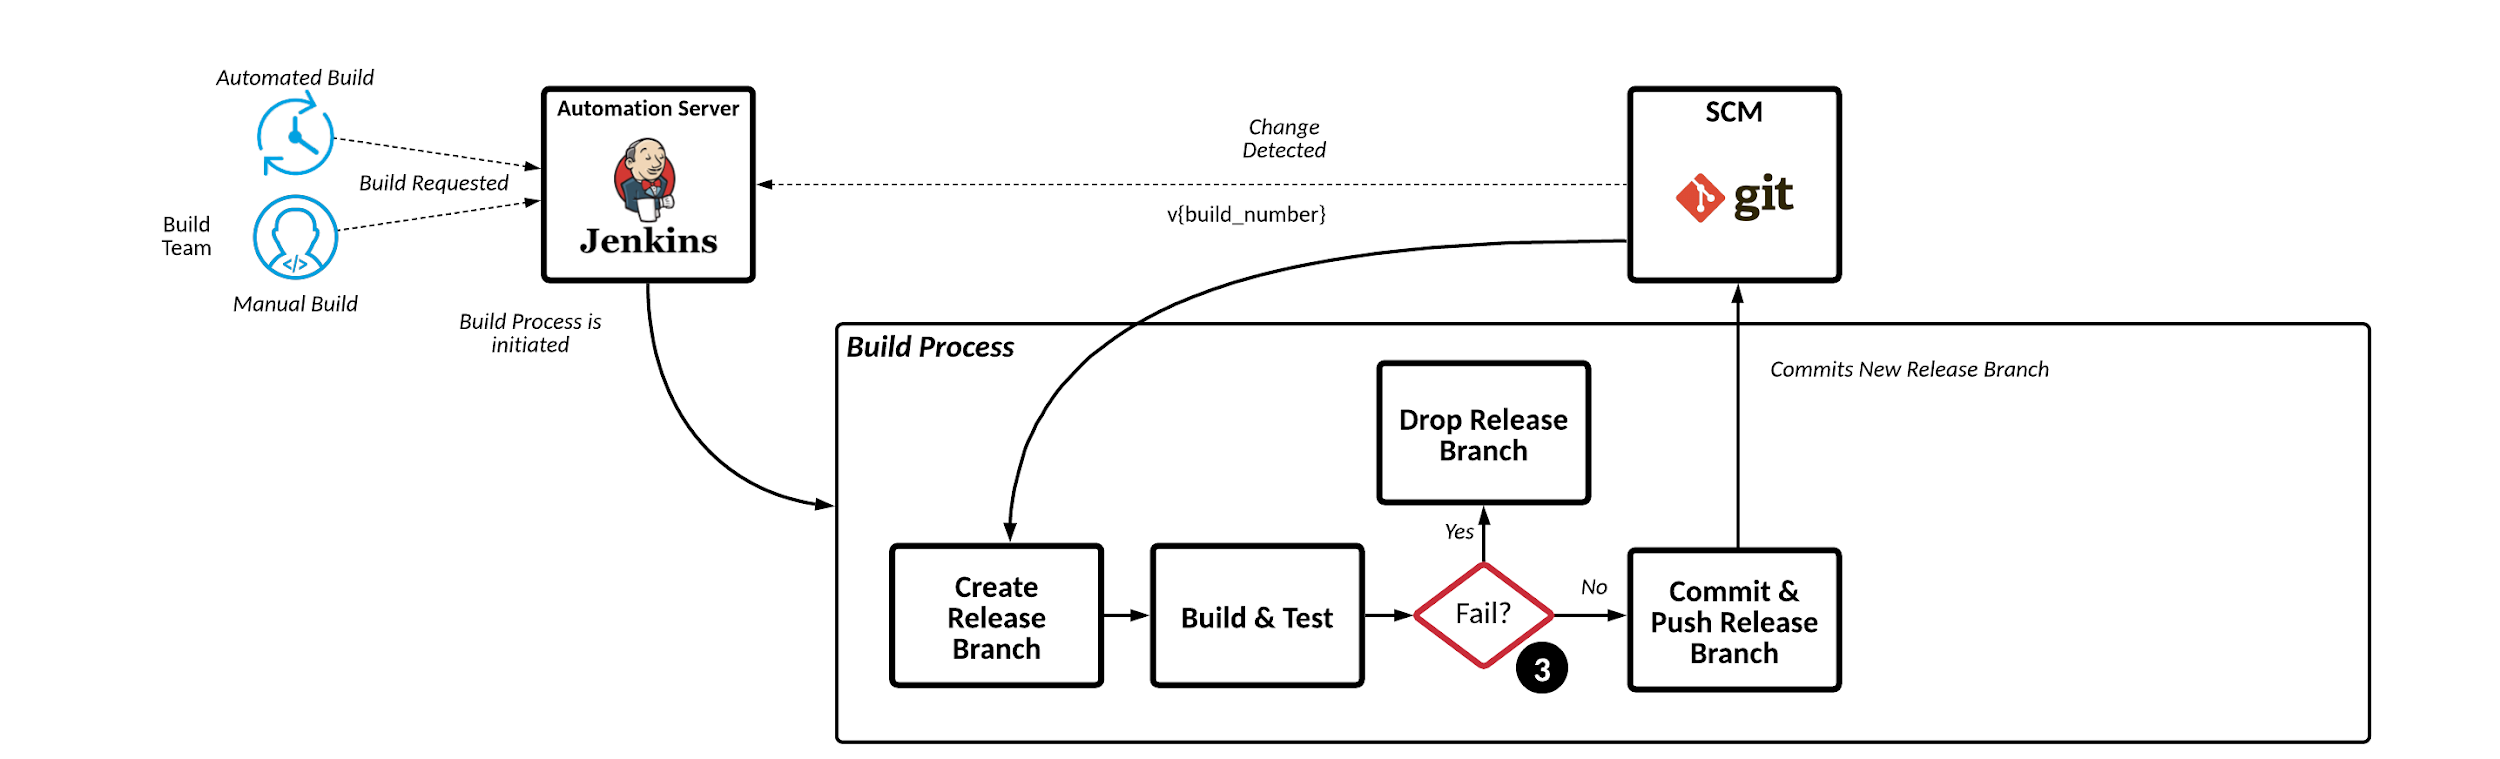 Automated Build
Build Requested
Build
Team
</>
Manual Build
Automation Server
Jenkins
Build Process is
initiated
Change
Detected
v{build_number}
SCM
git
Build Process
Commits New Release Branch
Drop Release
Branch
Yes
Create
Release
Branch
Build & Test
Fail?
3
No
Commit &
Push Release
Branch